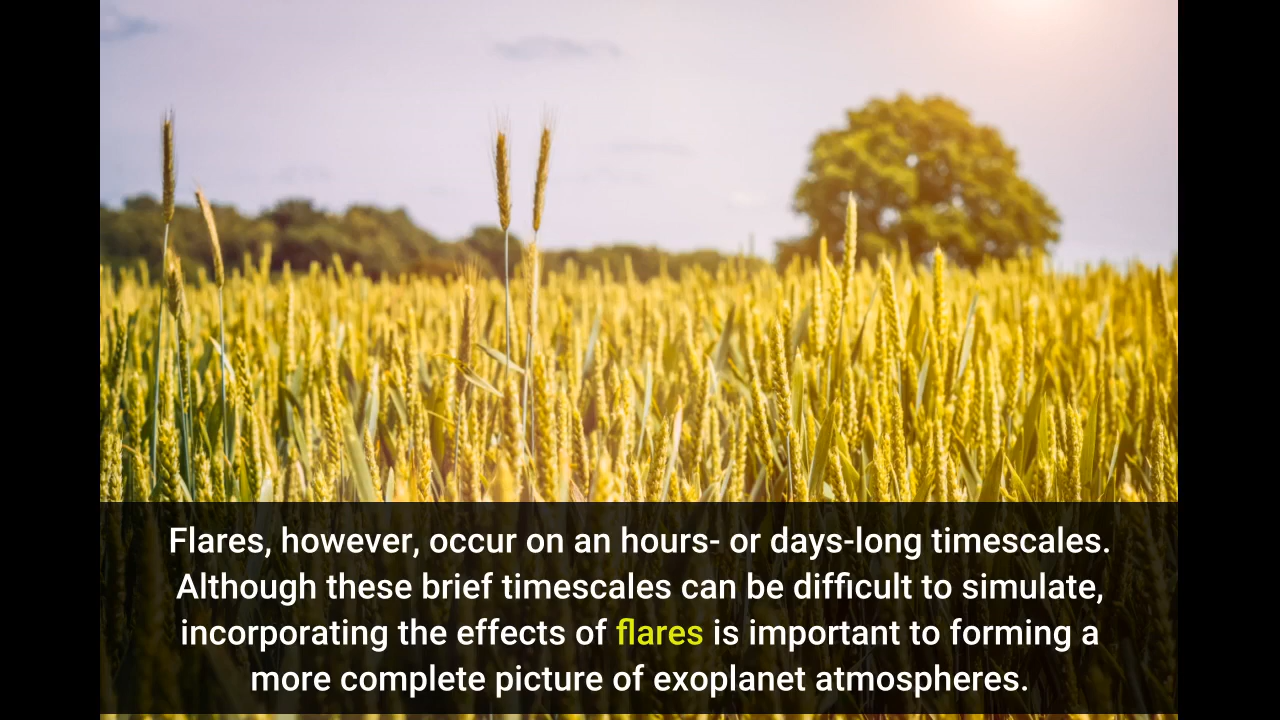 Flares, however, occur on an hours- or days-long timescales.
Although these brief timescales can be difficult to simulate,
incorporating the effects of flares is important to forming a
more complete picture of exoplanet atmospheres.